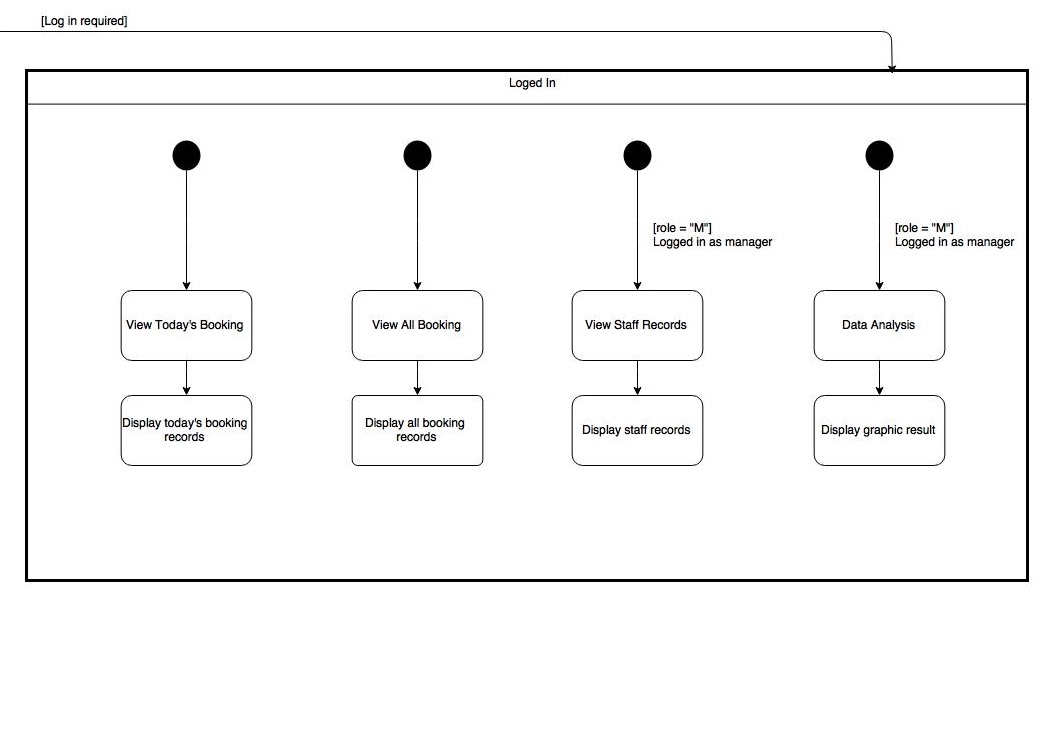 [Log in required]
Loged In
[role = "M"]
Logged in as manager
[role = "M"]
Logged in as manager
View Today's Booking
View All Booking
View Staff Records
Data Analysis
Display today's booking
records
Display all booking
records
Display staff records
Display graphic result